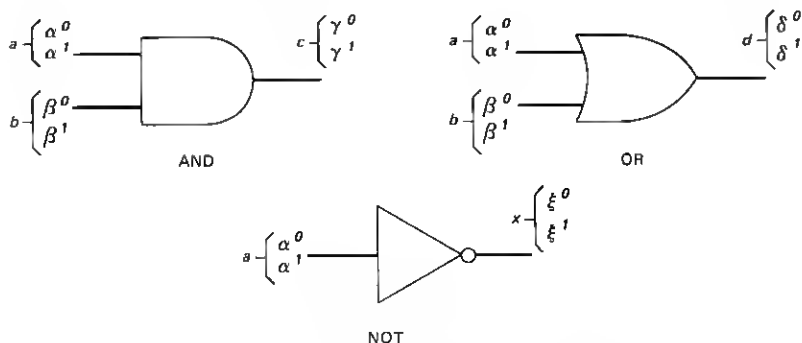 a { α⁰ α¹
b { β⁰ β¹
c { γ⁰ γ¹
AND
a { α⁰ α¹
b { β⁰ β¹
d { δ⁰ δ¹
OR
a { α⁰ α¹
x { ξ⁰ ξ¹
NOT